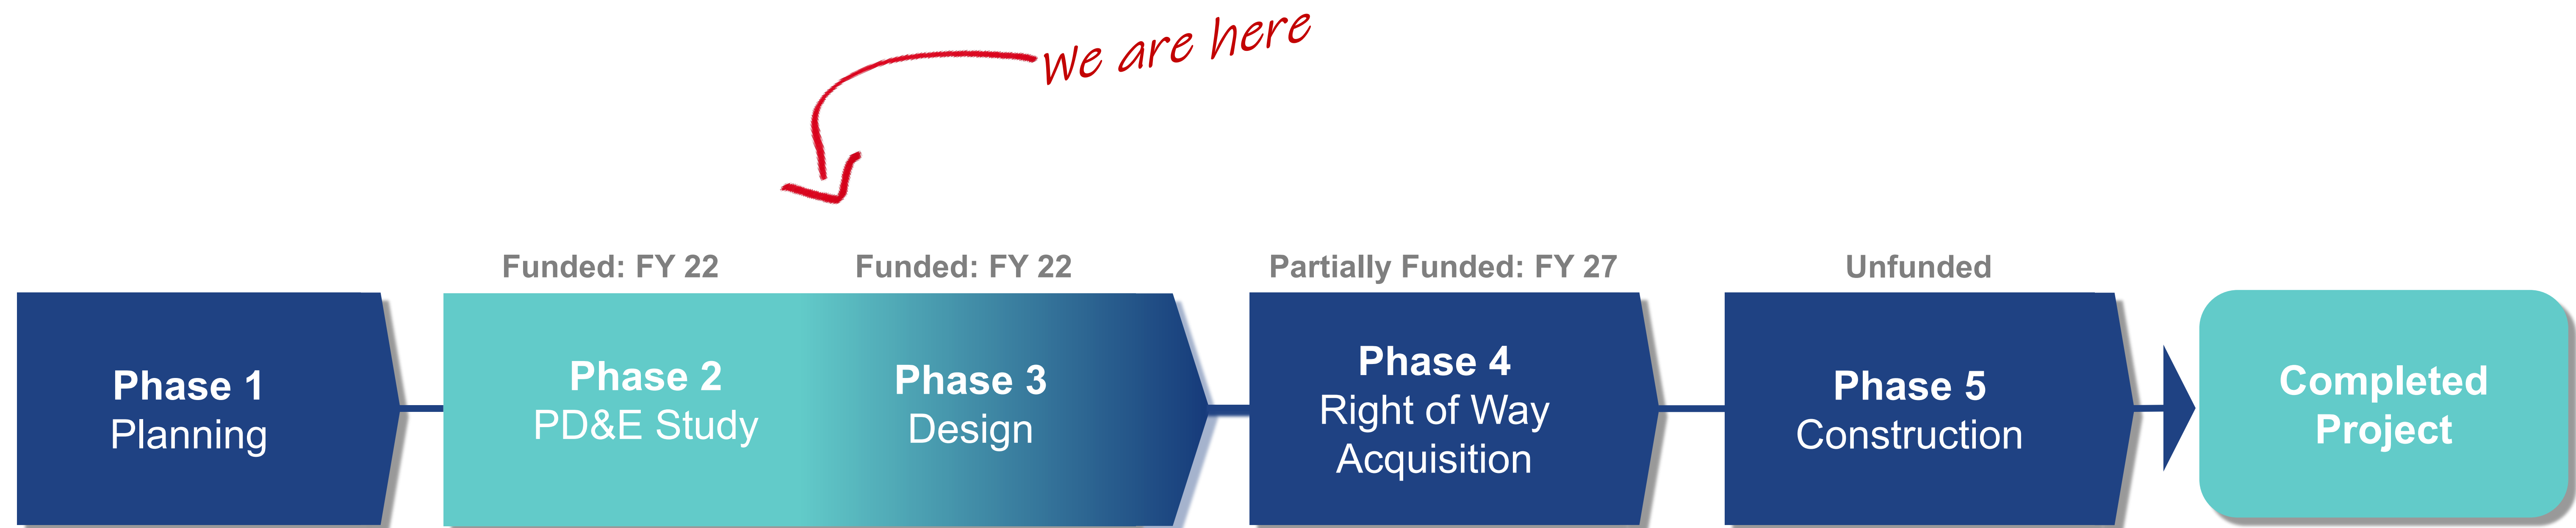 We are here
Funded: FY 22
Funded: FY 22
Partially Funded: FY 27
Unfunded
Phase 1
Planning
Phase 2
PD&E Study
Phase 3
Design
Phase 4
Right of Way
Acquisition
Phase 5
Construction
Completed
Project